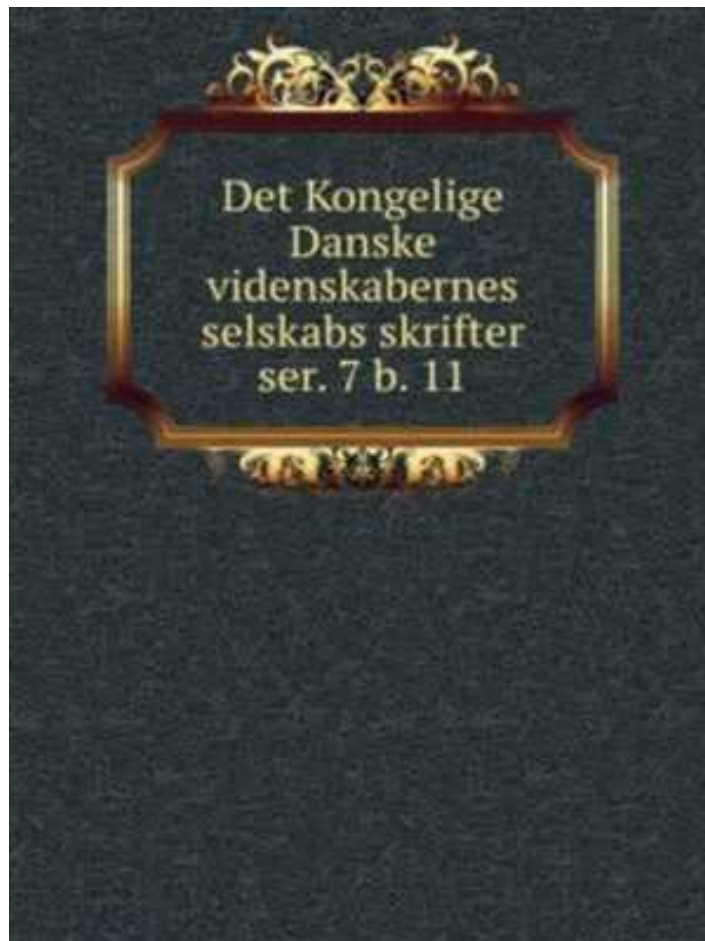 Det Kongelige
Danske
videnskabernes
selskabs skrifter
ser. 7 b. 11